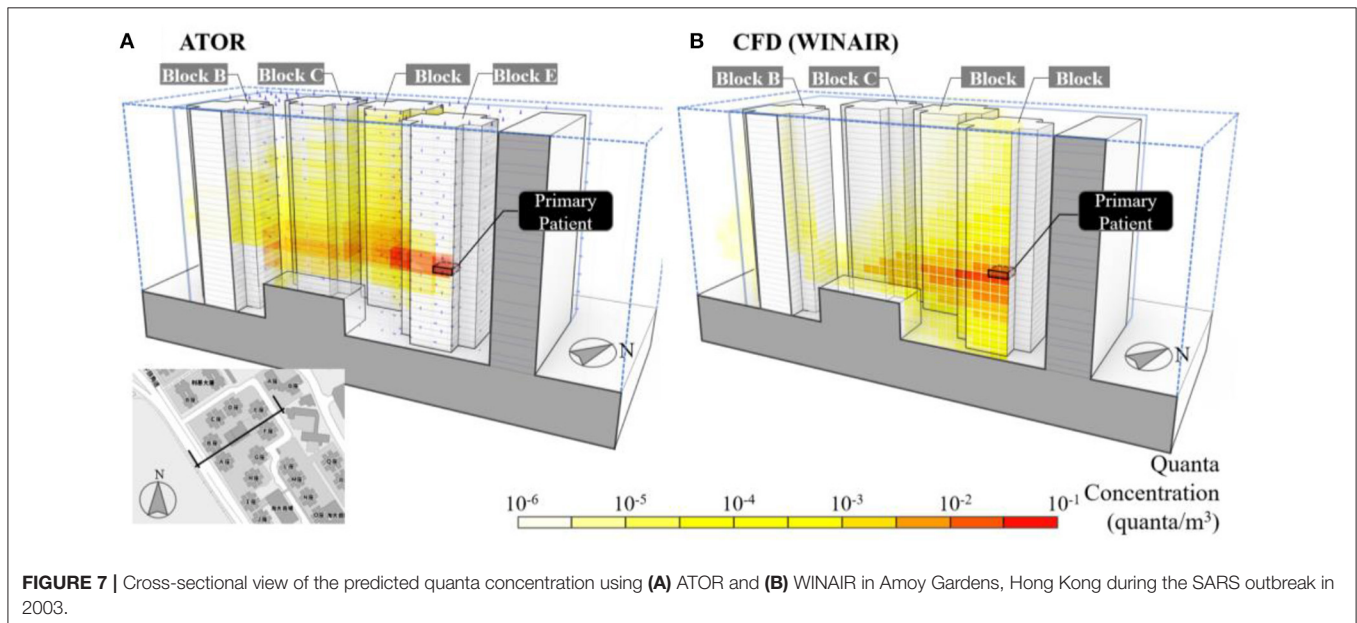 A ATOR
Block B Block C Block Block E
Primary
Patient
N
N
B CFD (WINAIR)
Block B Block C Block Block
Primary
Patient
N
Quanta
Concentration
(quanta/m³)
10⁻⁶ 10⁻⁵ 10⁻⁴ 10⁻³ 10⁻² 10⁻¹
FIGURE 7 | Cross-sectional view of the predicted quanta concentration using (A) ATOR and (B) WINAIR in Amoy Gardens, Hong Kong during the SARS outbreak in
2003.